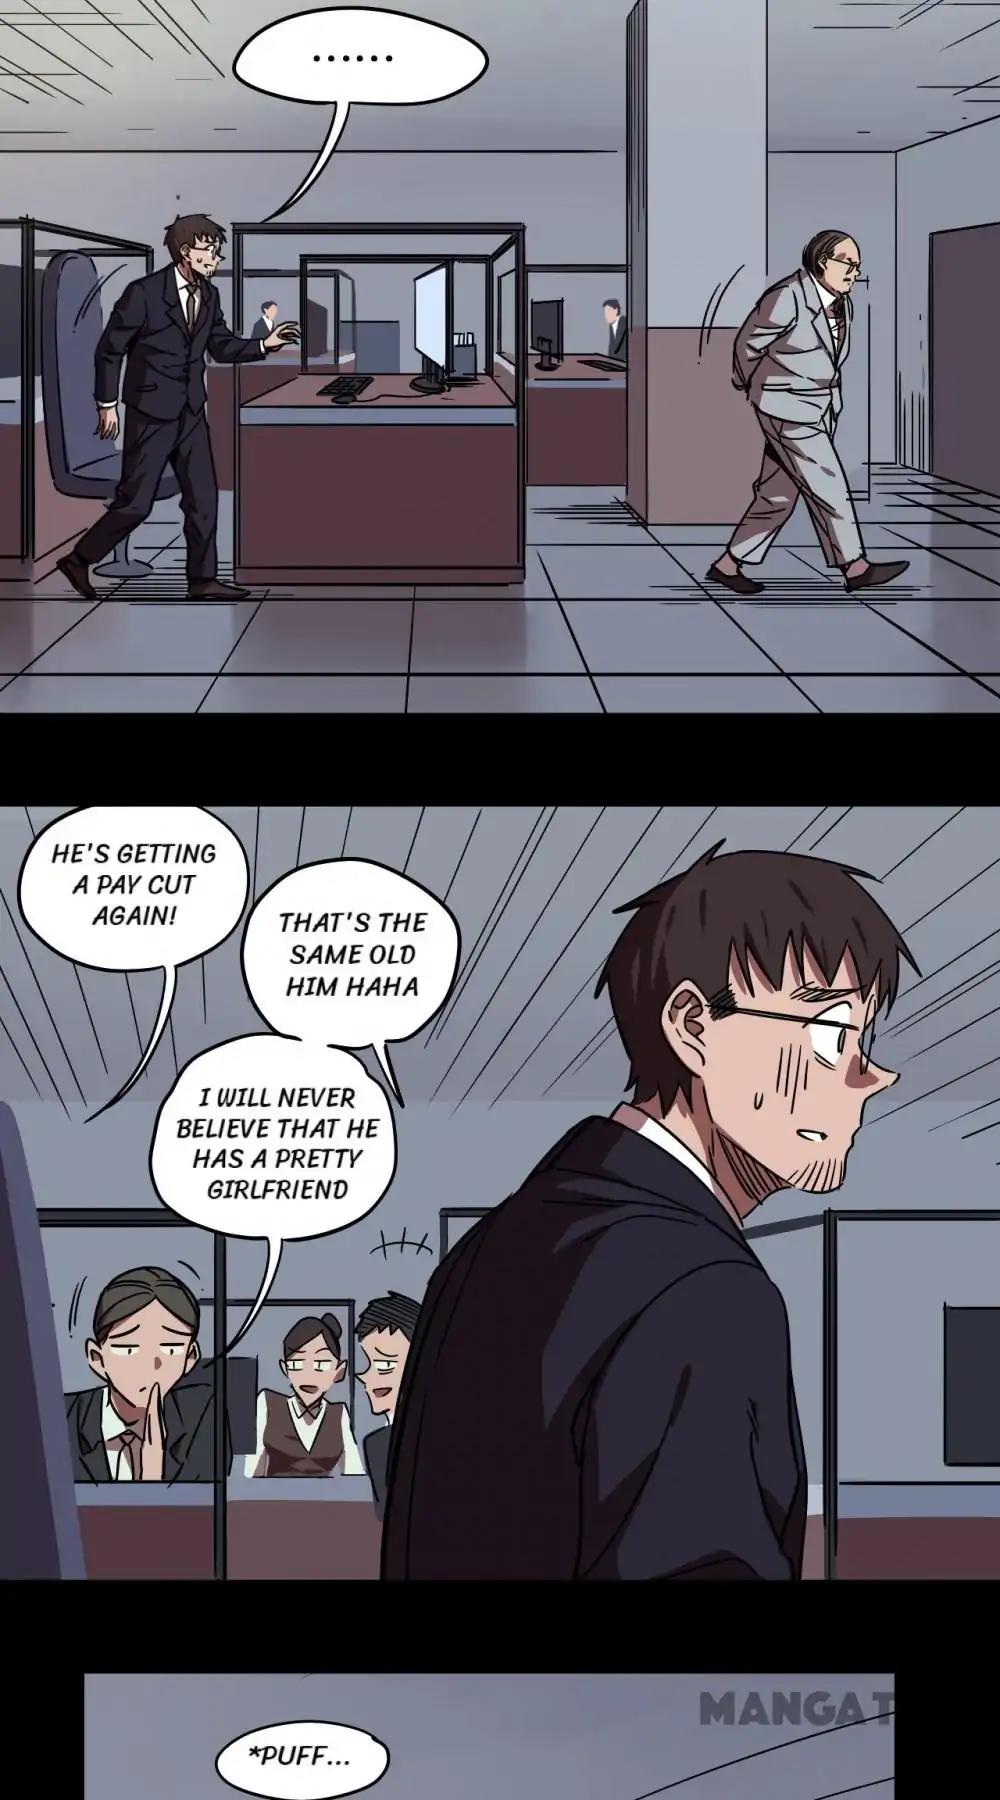 ......
HE'S GETTING
A PAY CUT
AGAIN!
THAT'S THE
SAME OLD
HIM HAHA
I WILL NEVER
BELIEVE THAT HE
HAS A PRETTY
GIRLFRIEND
MANGAT
*PUFF...